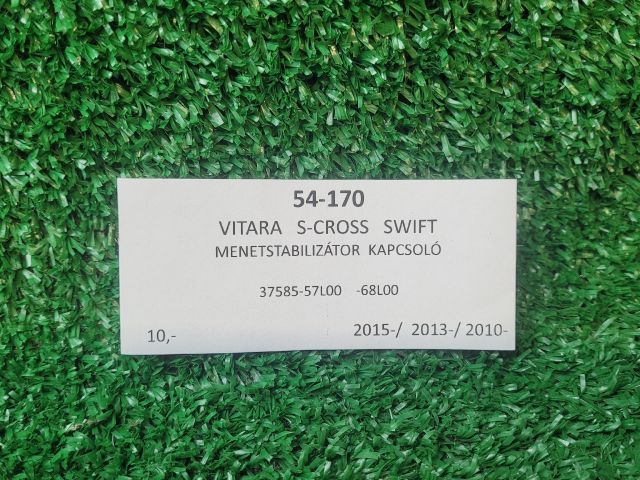 54-170
VITARA S-CROSS SWIFT
MENETSTABILIZÁTOR KAPCSOLÓ
37585-57L00 -68L00
10,- 2015-/ 2013-/ 2010-